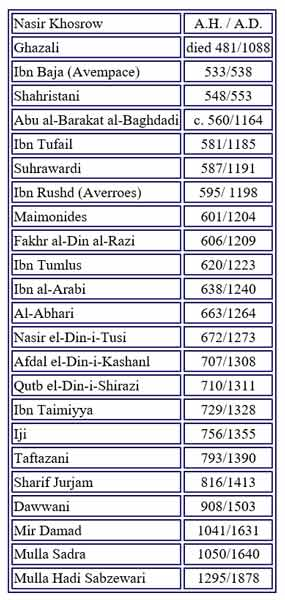 Nasir Khosrow A.H. / A.D.
Ghazali died 481/1088
Ibn Baja (Avempace) 533/538
Shahristani 548/553
Abu al-Barakat al-Baghdadi c. 560/1164
Ibn Tufail 581/1185
Suhrawardi 587/1191
Ibn Rushd (Averroes) 595/ 1198
Maimonides 601/1204
Fakhr al-Din al-Razi 606/1209
Ibn Tumlus 620/1223
Ibn al-Arabi 638/1240
Al-Abhari 663/1264
Nasir el-Din-i-Tusi 672/1273
Afdal el-Din-i-Kashanl 707/1308
Qutb el-Din-i-Shirazi 710/1311
Ibn Taimiyya 729/1328
Iji 756/1355
Taftazani 793/1390
Sharif Jurjam 816/1413
Dawwani 908/1503
Mir Damad 1041/1631
Mulla Sadra 1050/1640
Mulla Hadi Sabzewari 1295/1878